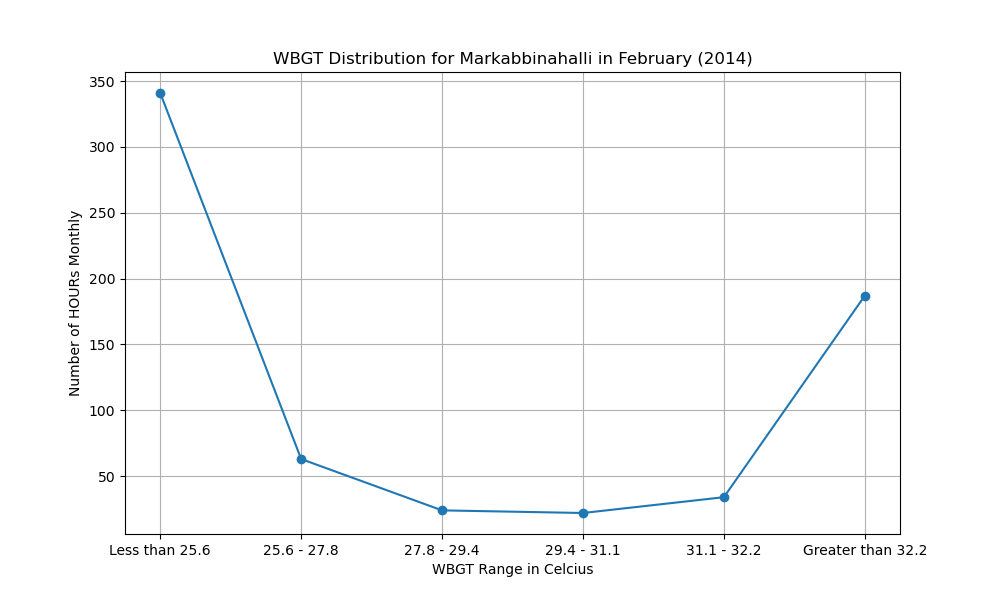 WBGT Distribution for Markabbinahalli in February (2014)
Number of HOURs Monthly
350
300
250
200
150
100
50
Less than 25.6 25.6 - 27.8 27.8 - 29.4 29.4 - 31.1 31.1 - 32.2 Greater than 32.2
WBGT Range in Celcius